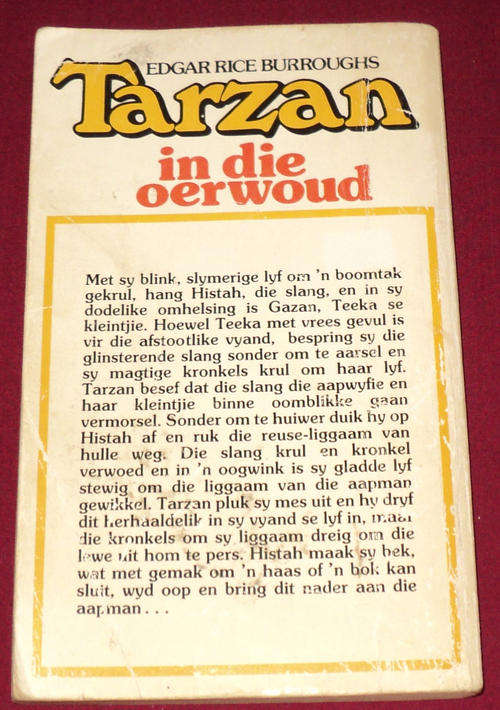 EDGAR RICE BURROUGHS
Tarzan
in die
oerwoud
Met sy blink, slymerige lyf om 'n boomtak
gekrul, hang Histah, die slang, en in sy
dodelike omhelsing is Gazan, Teeka se
kleintjie. Hoewel Teeka met vrees gevul is
vir die afstootlike vyand, bespring sy die
glinsterende slang sonder om te aarsel en
sy magtige kronkels krul om haar lyf.
Tarzan besef dat die slang die aapwyfie en
haar kleintjie binne oomblikke gaan
vermorsel. Sonder om te huiwer duik hy op
Histah af en ruk die reuse-liggaam van
hulle weg. Die slang krul en kronkel
verwoed en in 'n oogwink is sy gladde lyf
stewig om die liggaam van die aapman
gewikkel. Tarzan pluk sy mes uit en hy dryf
dit herhaaldelik in sy vyand se lyf in, maar
die kronkels om sy liggaam dreig om die
lewe uit hom te pers. Histah maak sy bek,
wat met gemak om 'n haas of 'n bok kan
sluit, wyd oop en bring dit nader aan die
aapman . . .